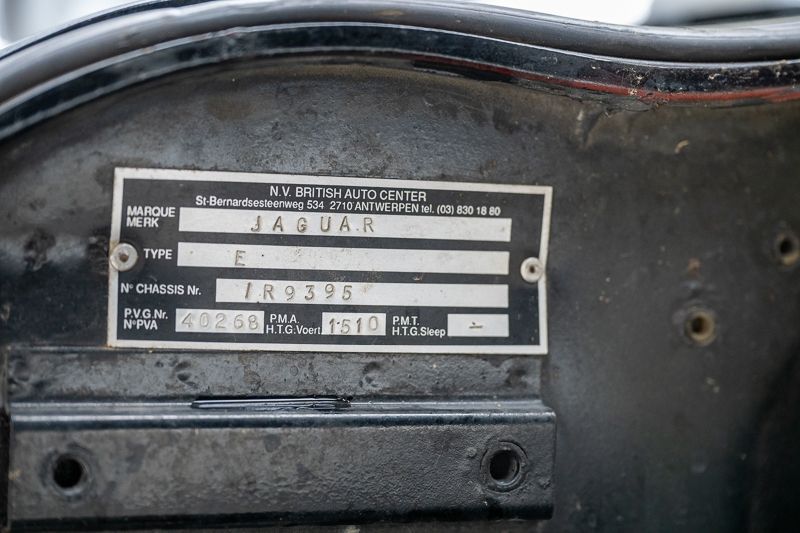 N.V. BRITISH AUTO CENTER
St-Bernardsesteenweg 534 2710 ANTWERPEN tel. (03) 830 18 80
MARQUE MERK JAGUAR
TYPE E
N° CHASSIS Nr. 1R9395
P.V.G.Nr. N°PVA 40268 P.M.A. H.T.G.Voert. 1510 P.M.T. H.T.G.Sleep –